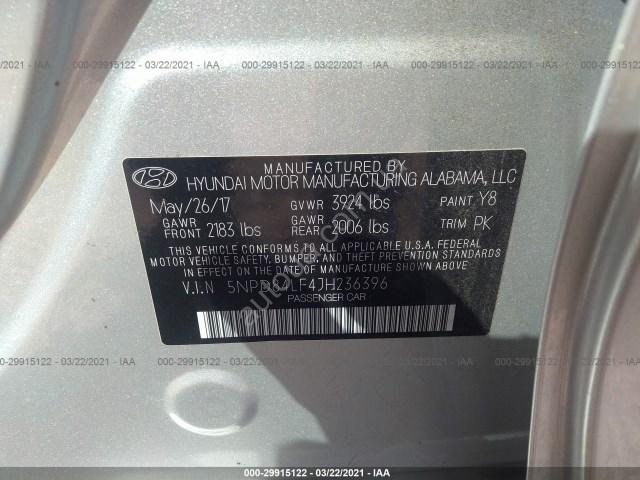 000-29915122 - 03/22/2021 - IAA 000-29915122 - 03/22/2021 - IAA 000-29915122 - 03/22/2021 - IAA
MANUFACTURED BY
HYUNDAI MOTOR MANUFACTURING ALABAMA, LLC
May/26/17 GVWR 3924 lbs PAINT Y8
GAWR FRONT 2183 lbs GAWR REAR 2006 lbs TRIM PK
THIS VEHICLE CONFORMS TO ALL APPLICABLE U.S.A. FEDERAL
MOTOR VEHICLE SAFETY, BUMPER, AND THEFT PREVENTION STANDARDS
IN EFFECT ON THE DATE OF MANUFACTURE SHOWN ABOVE
V.I.N 5NPD84LF4JH236396
PASSENGER CAR
000-29915122 - 03/22/2021 - IAA 000-29915122 - 03/22/2021 - IAA
000-29915122 - 03/22/2021 - IAA